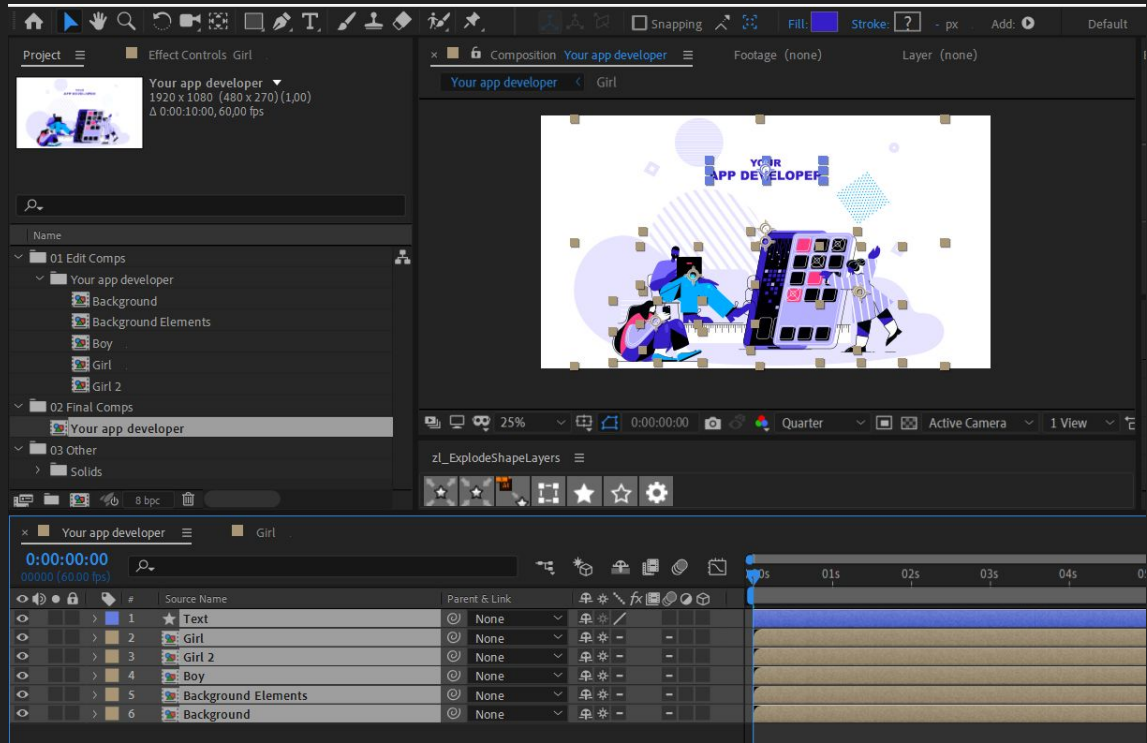 Snapping
Fill:
Stroke:
?
- px
Add:
Default
Project
Effect Controls Girl
Your app developer
1920 x 1080 (480 x 270) (1,00)
Δ 0:00:10:00, 60,00 fps
Name
01 Edit Comps
Your app developer
Background
Background Elements
Boy
Girl
Girl 2
02 Final Comps
Your app developer
03 Other
Solids
8 bpc
Composition Your app developer
Footage (none)
Layer (none)
Your app developer
Girl
YOUR
APP DEVELOPER
25%
0:00:00:00
Quarter
Active Camera
1 View
zl_ExplodeShapeLayers
Your app developer
Girl
0:00:00:00
00000 (60.00 fps)
01s
02s
03s
04s
#
Source Name
Parent & Link
fx
1 Text None
2 Girl None
3 Girl 2 None
4 Boy None
5 Background Elements None
6 Background None